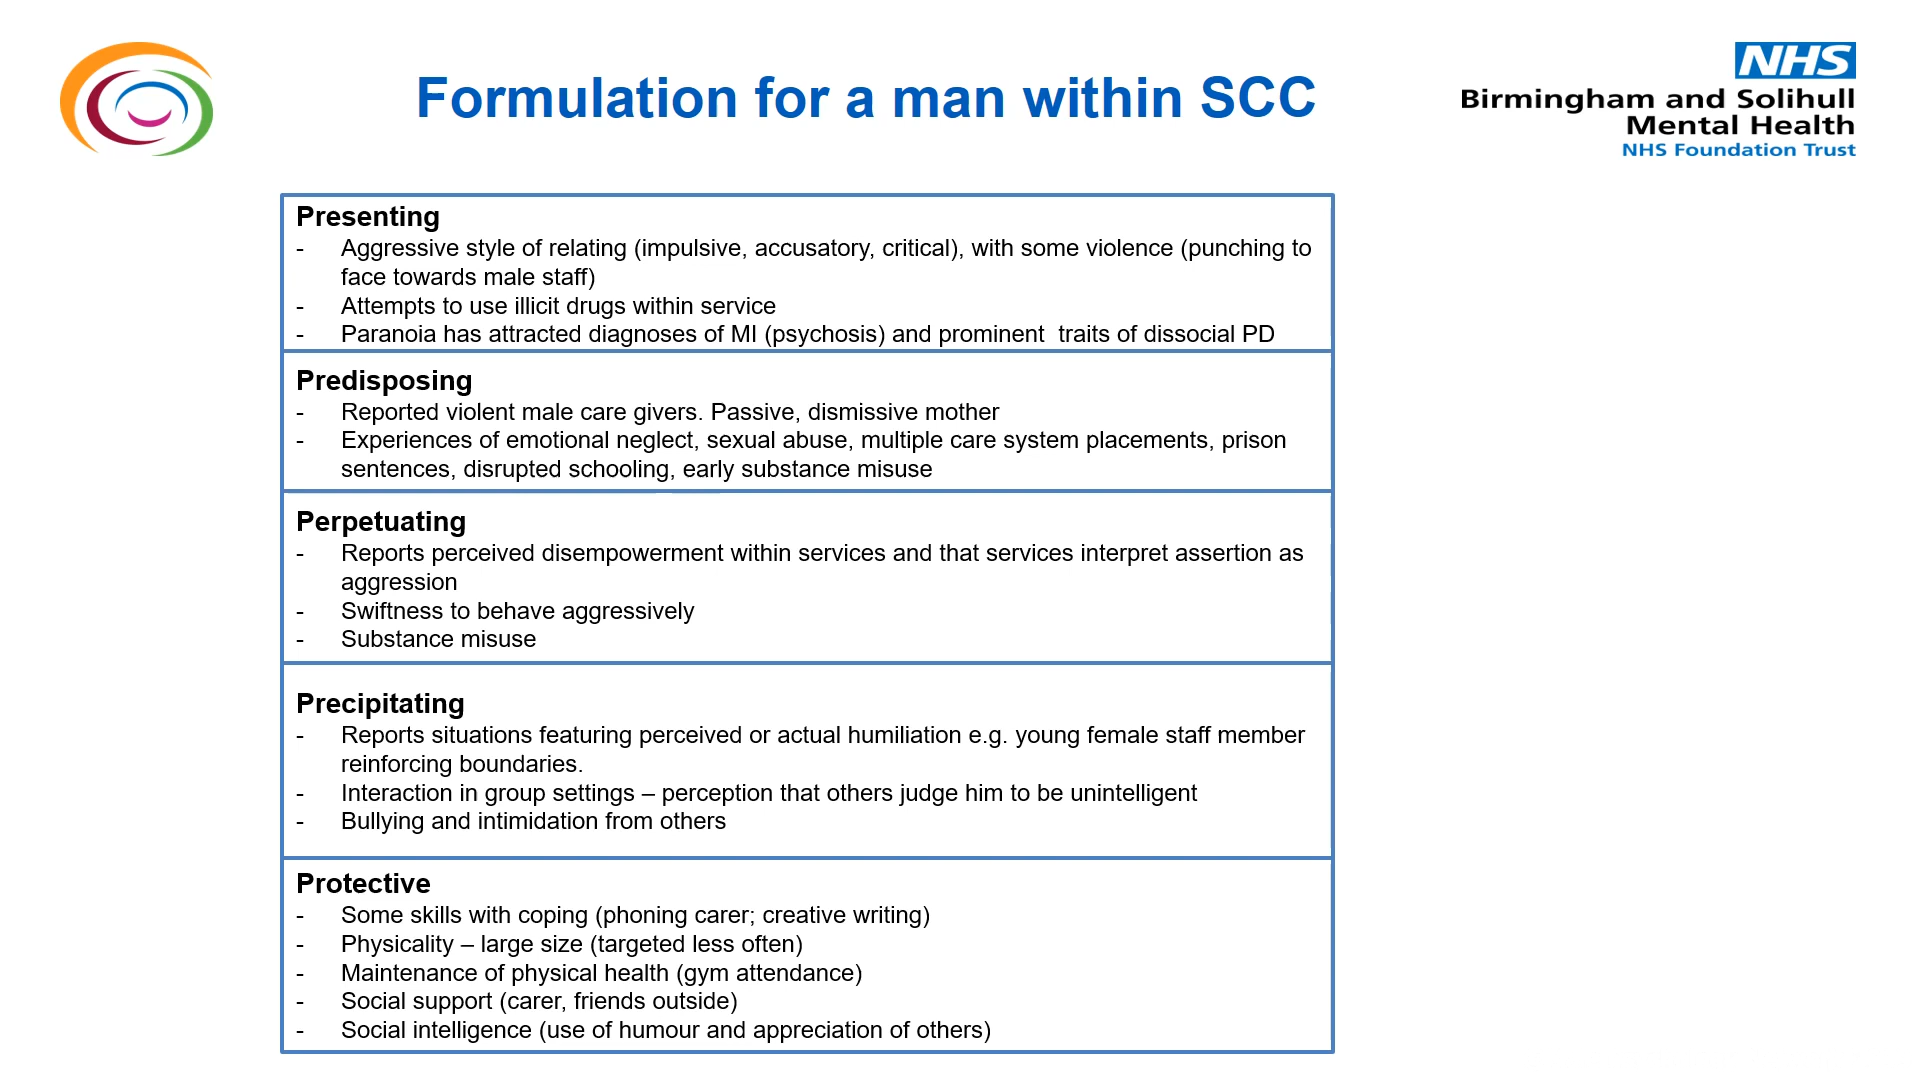 Formulation for a man within SCC
NHS
Birmingham and Solihull
Mental Health
NHS Foundation Trust
Presenting
- Aggressive style of relating (impulsive, accusatory, critical), with some violence (punching to
face towards male staff)
- Attempts to use illicit drugs within service
- Paranoia has attracted diagnoses of MI (psychosis) and prominent  traits of dissocial PD
Predisposing
- Reported violent male care givers. Passive, dismissive mother
- Experiences of emotional neglect, sexual abuse, multiple care system placements, prison
sentences, disrupted schooling, early substance misuse
Perpetuating
- Reports perceived disempowerment within services and that services interpret assertion as
aggression
- Swiftness to behave aggressively
- Substance misuse
Precipitating
- Reports situations featuring perceived or actual humiliation e.g. young female staff member
reinforcing boundaries.
- Interaction in group settings – perception that others judge him to be unintelligent
- Bullying and intimidation from others
Protective
- Some skills with coping (phoning carer; creative writing)
- Physicality – large size (targeted less often)
- Maintenance of physical health (gym attendance)
- Social support (carer, friends outside)
- Social intelligence (use of humour and appreciation of others)